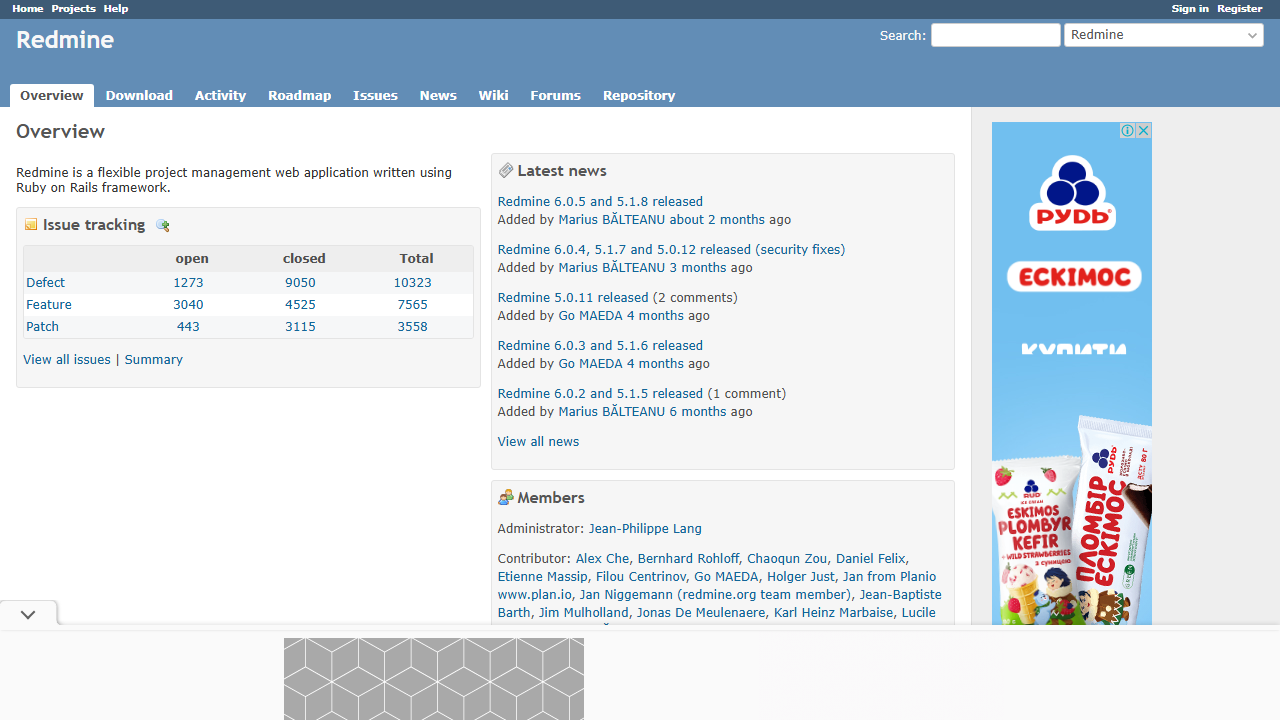 Home Projects Help
Sign in Register
Redmine
Search:
Redmine
Overview Download Activity Roadmap Issues News Wiki Forums Repository
Overview
Redmine is a flexible project management web application written using
Ruby on Rails framework.
Issue tracking
open closed Total
Defect 1273 9050 10323
Feature 3040 4525 7565
Patch 443 3115 3558
View all issues | Summary
Latest news
Redmine 6.0.5 and 5.1.8 released
Added by Marius BĂLTEANU about 2 months ago
Redmine 6.0.4, 5.1.7 and 5.0.12 released (security fixes)
Added by Marius BĂLTEANU 3 months ago
Redmine 5.0.11 released (2 comments)
Added by Go MAEDA 4 months ago
Redmine 6.0.3 and 5.1.6 released
Added by Go MAEDA 4 months ago
Redmine 6.0.2 and 5.1.5 released (1 comment)
Added by Marius BĂLTEANU 6 months ago
View all news
Members
Administrator: Jean-Philippe Lang
Contributor: Alex Che, Bernhard Rohloff, Chaoqun Zou, Daniel Felix,
Etienne Massip, Filou Centrinov, Go MAEDA, Holger Just, Jan from Planio
www.plan.io, Jan Niggemann (redmine.org team member), Jean-Baptiste
Barth, Jim Mulholland, Jonas De Meulenaere, Karl Heinz Marbaise, Lucile
РУДЬ®
ЕСКІМОС
КУПИТИ
RUD
ICE CREAM
ESKIMOS
PLOMBYR
KEFIR
+ WILD STRAWBERRIES
З СУНИЦЕЮ
РУДЬ
ПЛОМБІР
ЕСКІМОС